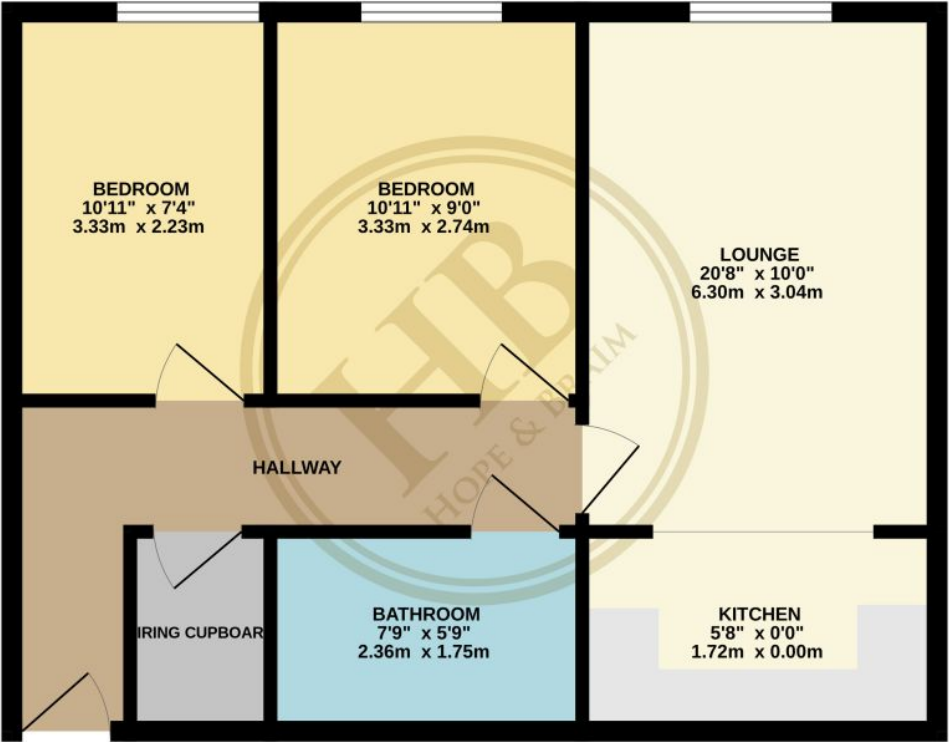 BEDROOM
10'11" x 7'4"
3.33m x 2.23m
BEDROOM
10'11" x 9'0"
3.33m x 2.74m
LOUNGE
20'8" x 10'0"
6.30m x 3.04m
HB
HOPE & BRAIM
HALLWAY
IRING CUPBOAR
BATHROOM
7'9" x 5'9"
2.36m x 1.75m
KITCHEN
5'8" x 0'0"
1.72m x 0.00m